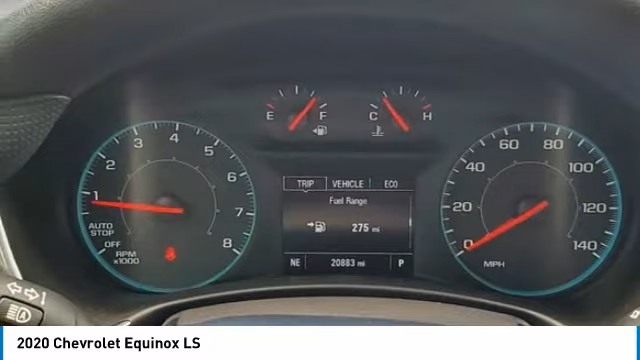 E F
C H
1 2 3 4 5 6 7 8
AUTO
STOP
OFF
RPM
x1000
TRIP VEHICLE ECO
Fuel Range
275 mi
NE 20883 mi P
0 20 40 60 80 100 120 140
MPH
2020 Chevrolet Equinox LS